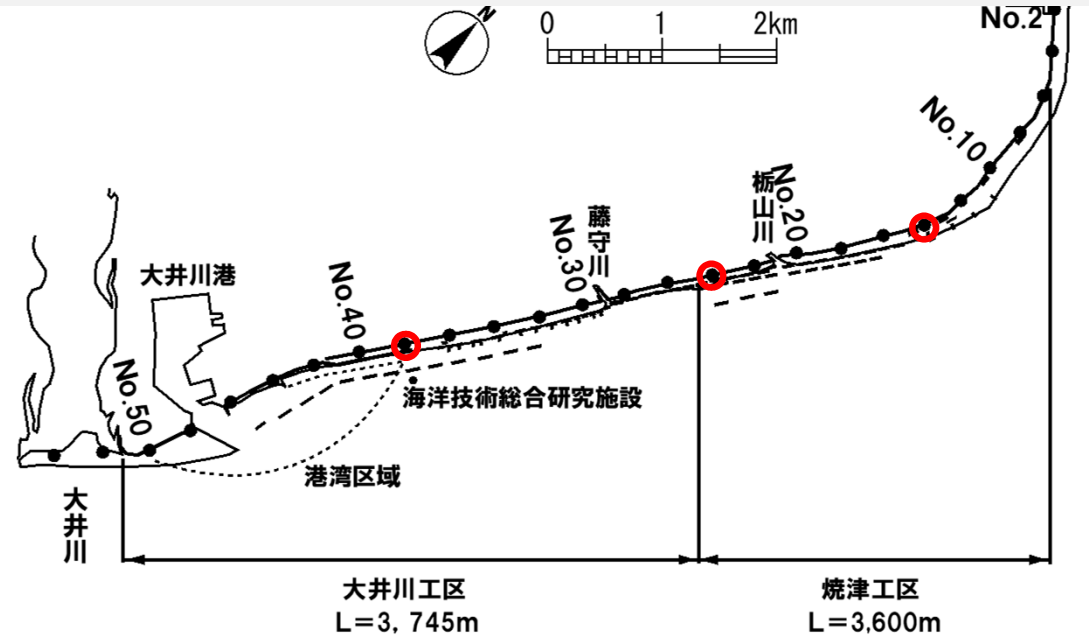 N
0 1 2km
No.2
No.10
栃山川
No.20
藤守川
No.30
大井川港
No.40
海洋技術総合研究施設
No.50
港湾区域
大井川
大井川工区
L=3, 745m
焼津工区
L=3,600m